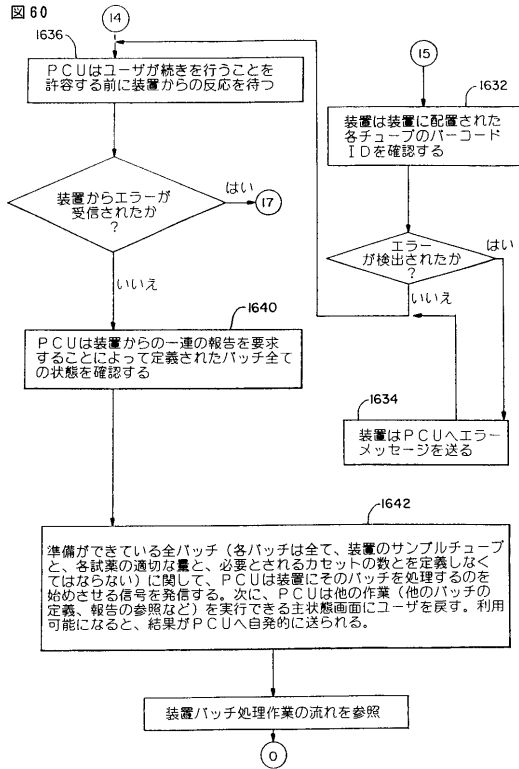 図60
14
1636
PCUはユーザが続きを行うことを
許容する前に装置からの反応を待つ
装置からエラーが
受信されたか
?
はい
17
いいえ
1640
PCUは装置からの一連の報告を要求
することによって定義されたバッチ全て
の状態を確認する
15
1632
装置は装置に配置された
各チューブのバーコード
IDを確認する
エラー
が検出されたか
?
はい
いいえ
1634
装置はPCUへエラー
メッセージを送る
1642
準備ができている全バッチ(各バッチは全て、装置のサンプルチューブ
と、各試薬の適切な量と、必要とされるカセットの数とを定義しなく
てはならない)に関して、PCUは装置にそのバッチを処理するのを
始めさせる信号を発信する。次に、PCUは他の作業(他のバッチの
定義、報告の参照など)を実行できる主状態画面にユーザを戻す。利用
可能になると、結果がPCUへ自発的に送られる。
装置バッチ処理作業の流れを参照
0